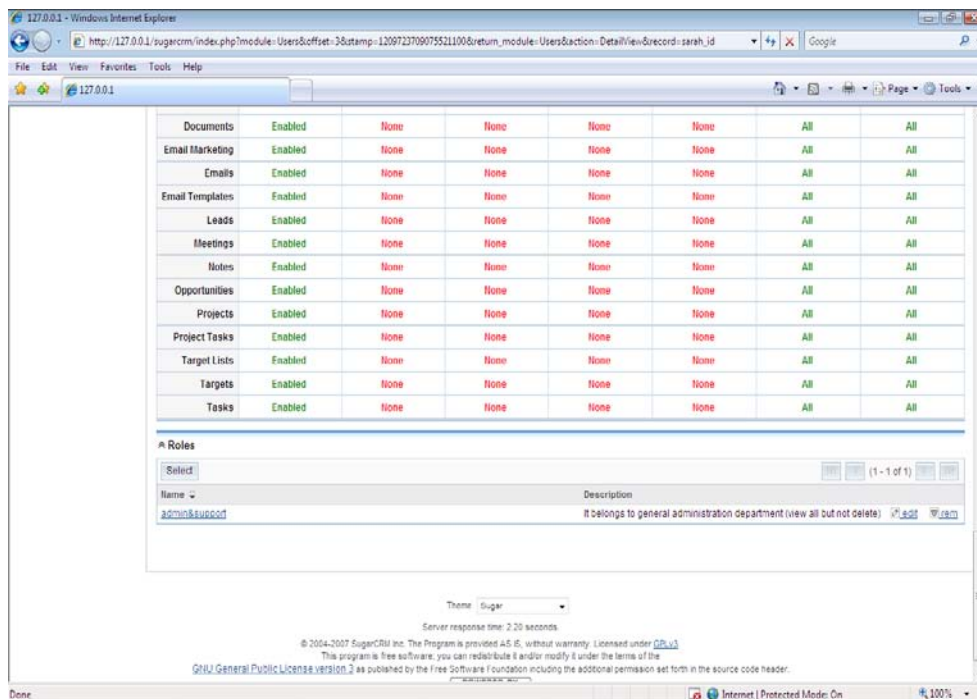 127.0.0.1 - Windows Internet Explorer
http://127.0.0.1/sugarcrm/index.php?module=Users&offset=3&stamp=1209723709075521100&return_module=Users&action=DetailView&record=sarah_id
Google
File Edit View Favorites Tools Help
127.0.0.1
Page Tools
Documents Enabled None None None None All All
Email Marketing Enabled None None None None All All
Emails Enabled None None None None All All
Email Templates Enabled None None None None All All
Leads Enabled None None None None All All
Meetings Enabled None None None None All All
Notes Enabled None None None None All All
Opportunities Enabled None None None None All All
Projects Enabled None None None None All All
Project Tasks Enabled None None None None All All
Target Lists Enabled None None None None All All
Targets Enabled None None None None All All
Tasks Enabled None None None None All All
Roles
Select (1 - 1 of 1)
Name Description
admin&support It belongs to general administration department (view all but not delete) edit rem
Theme Sugar
Server response time: 2.20 seconds.
© 2004-2007 SugarCRM Inc. The Program is provided AS IS, without warranty. Licensed under GPLv3.
This program is free software; you can redistribute it and/or modify it under the terms of the
GNU General Public License version 3 as published by the Free Software Foundation including the additional permission set forth in the source code header.
Done Internet | Protected Mode: On 100%